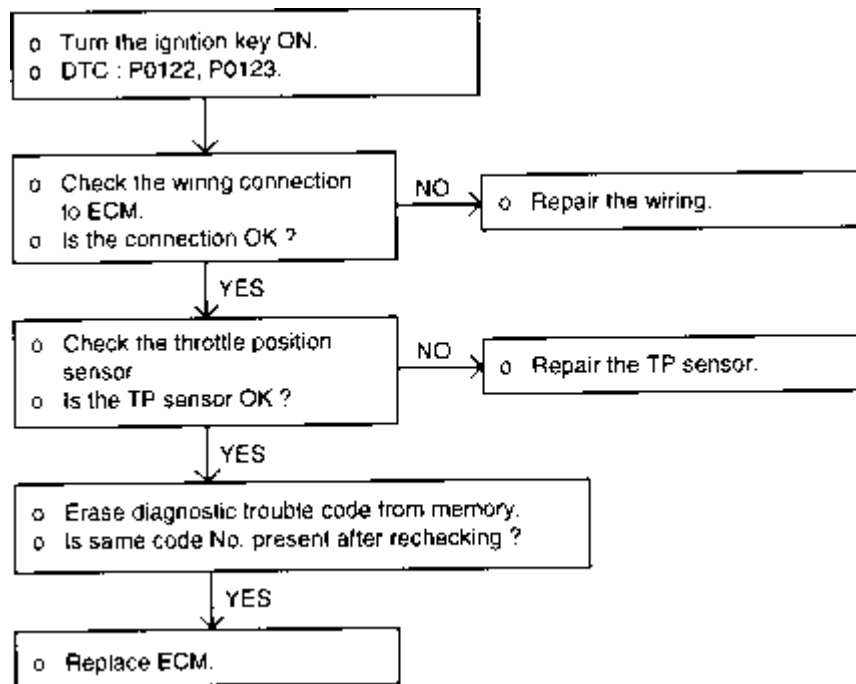 o Turn the ignition key ON.
o DTC : P0122, P0123.
o Check the wiring connection
to ECM.
o Is the connection OK ?
NO
o Repair the wiring.
YES
o Check the throttle position
sensor
o Is the TP sensor OK ?
NO
o Repair the TP sensor.
YES
o Erase diagnostic trouble code from memory.
o Is same code No. present after rechecking ?
YES
o Replace ECM.